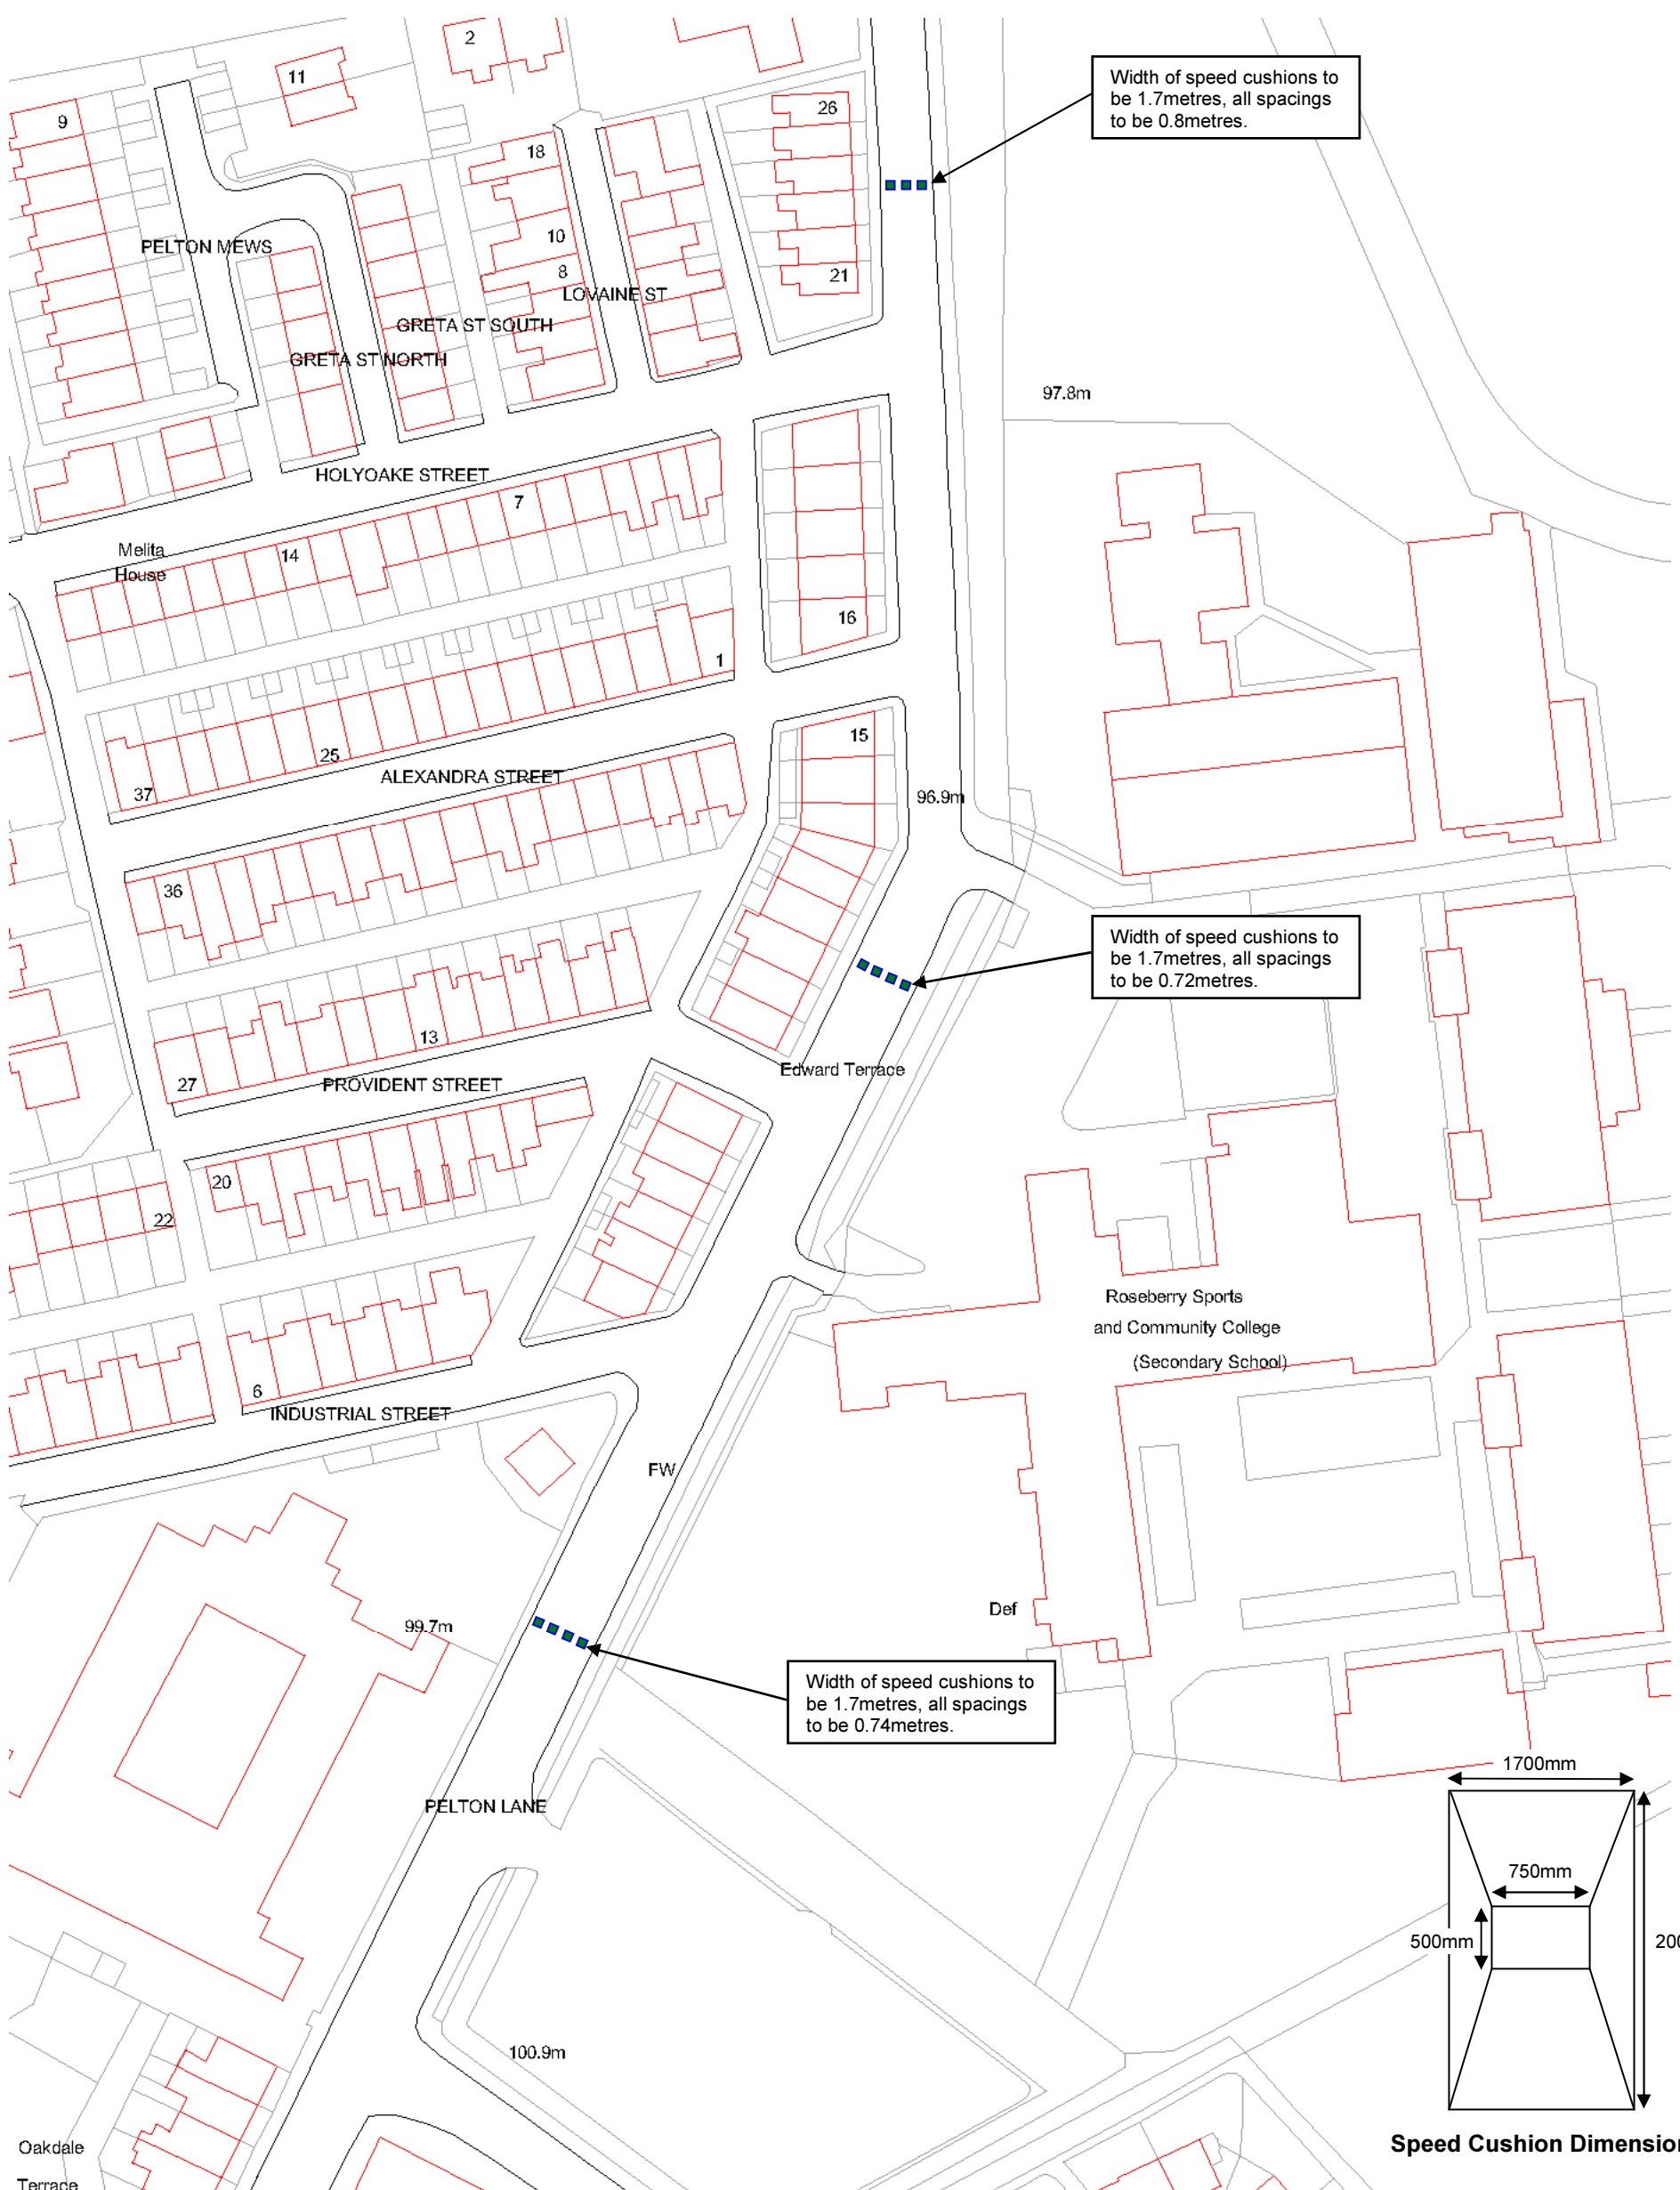 2
11
Width of speed cushions to
be 1.7metres, all spacings
to be 0.8metres.
9
26
18
PELTON MEWS
10
8
21
LOVAINE ST
GRETA ST SOUTH
GRETA ST NORTH
97.8m
HOLYOAKE STREET
7
Melita
House
14
16
1
15
25
ALEXANDRA STREET
37
96.9m
36
Width of speed cushions to
be 1.7metres, all spacings
to be 0.72metres.
13
27
PROVIDENT STREET
Edward Terrace
20
22
Roseberry Sports
and Community College
(Secondary School)
6
INDUSTRIAL STREET
FW
Def
99.7m
Width of speed cushions to
be 1.7metres, all spacings
to be 0.74metres.
1700mm
PELTON LANE
750mm
500mm
100.9m
Oakdale
Terrace
Speed Cushion